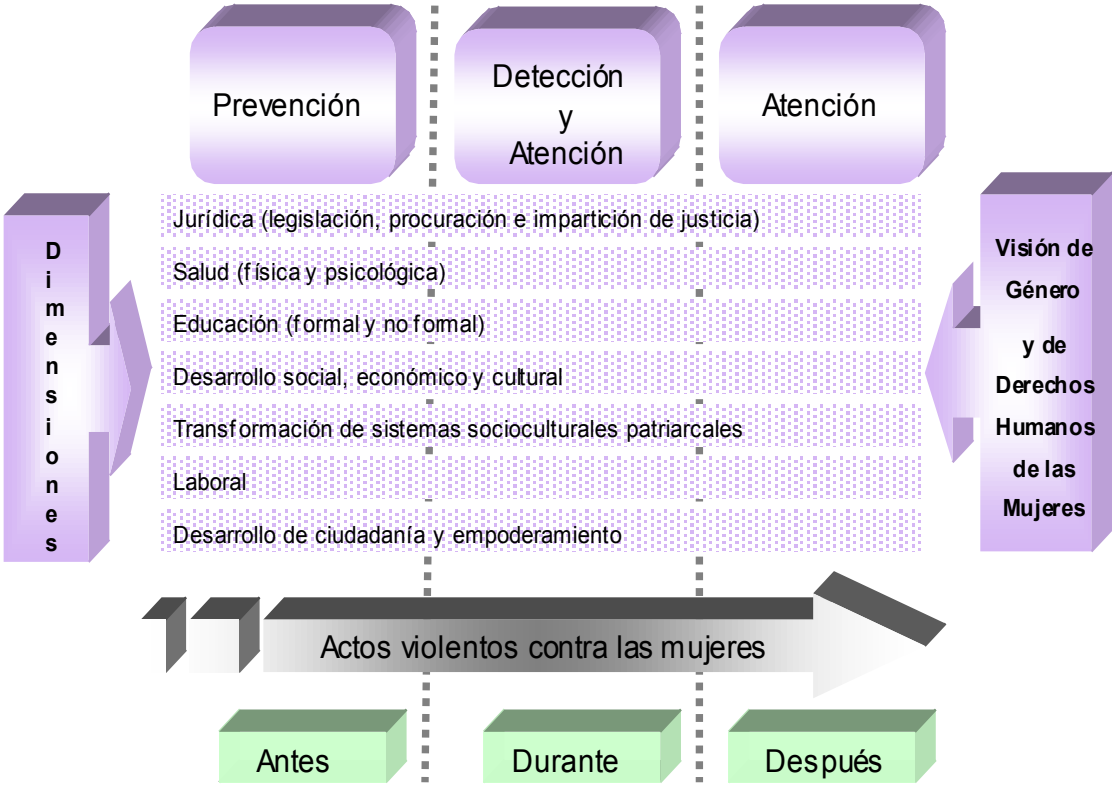 Prevención
Detección
y
Atención
Atención
Dimensiones
Jurídica (legislación, procuración e impartición de justicia)
Salud (física y psicológica)
Educación (formal y no formal)
Desarrollo social, económico y cultural
Transformación de sistemas socioculturales patriarcales
Laboral
Desarrollo de ciudadanía y empoderamiento
Visión de
Género
y de
Derechos
Humanos
de las
Mujeres
Actos violentos contra las mujeres
Antes
Durante
Después